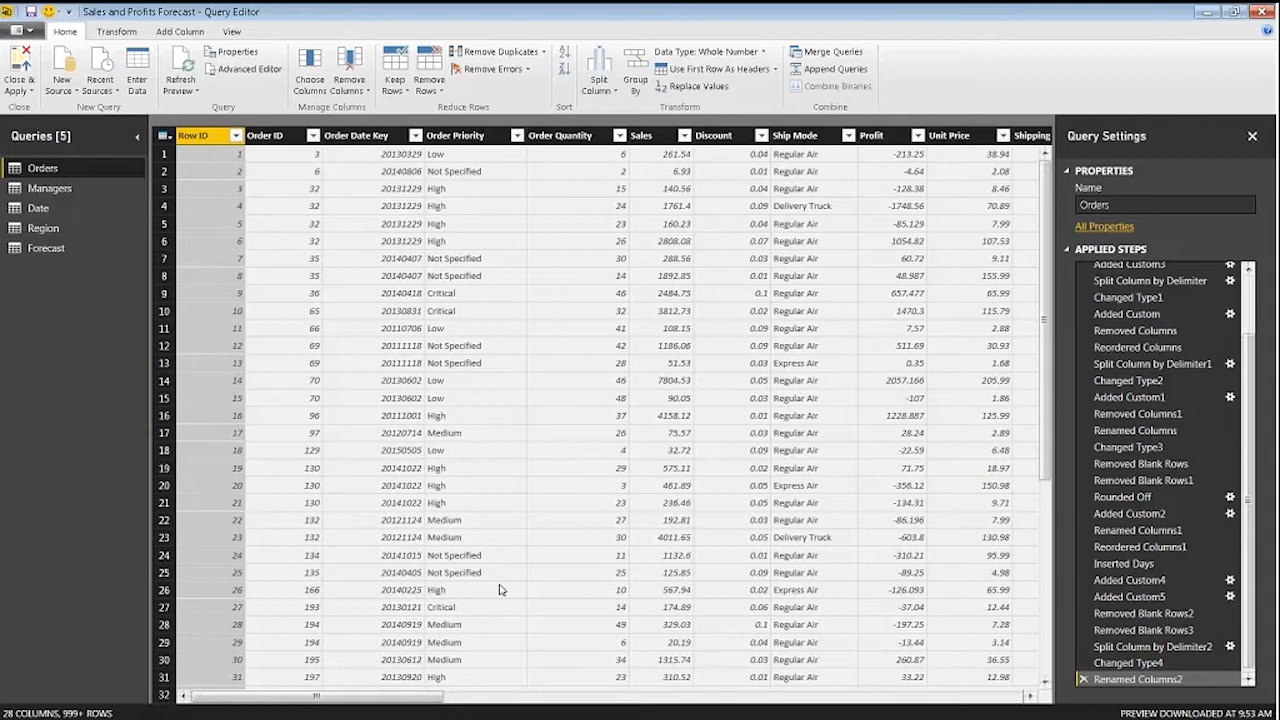 Sales and Profits Forecast - Query Editor
Home Transform Add Column View
Close & Apply New Source Recent Sources Enter Data Refresh Preview Properties Advanced Editor Choose Columns Remove Columns Keep Rows Remove Rows Remove Duplicates Remove Errors Split Column Group By Data Type: Whole Number Use First Row As Headers Replace Values Merge Queries Append Queries Combine Binaries
Close New Query Query Manage Columns Reduce Rows Sort Transform Combine
Queries [5]
Orders
Managers
Date
Region
Forecast
Row ID Order ID Order Date Key Order Priority Order Quantity Sales Discount Ship Mode Profit Unit Price Shipping
1 1 3 20130329 Low 6 261.54 0.04 Regular Air -213.25 38.94
2 2 6 20140806 Not Specified 2 6.93 0.01 Regular Air -4.64 2.08
3 3 32 20131229 High 15 140.56 0.04 Regular Air -128.38 8.46
4 4 32 20131229 High 24 1761.4 0.09 Delivery Truck -1748.56 70.89
5 5 32 20131229 High 23 160.23 0.04 Regular Air -85.129 7.99
6 6 32 20131229 High 26 2808.08 0.07 Regular Air 1054.82 107.53
7 7 35 20140407 Not Specified 30 288.56 0.03 Regular Air 60.72 9.11
8 8 35 20140407 Not Specified 14 1892.85 0.01 Regular Air 48.987 155.99
9 9 36 20140418 Critical 46 2484.75 0.1 Regular Air 657.477 65.99
10 10 65 20130831 Critical 32 3812.73 0.02 Regular Air 1470.3 115.79
11 11 66 20110706 Low 41 108.15 0.09 Regular Air 7.57 2.88
12 12 69 20111118 Not Specified 42 1186.06 0.09 Regular Air 511.69 30.93
13 13 69 20111118 Not Specified 28 51.53 0.03 Express Air 0.35 1.68
14 14 70 20130602 Low 46 7804.53 0.05 Regular Air 2057.166 205.99
15 15 70 20130602 Low 48 90.05 0.03 Regular Air -107 1.86
16 16 96 20111001 High 37 4158.12 0.01 Regular Air 1228.887 125.99
17 17 97 20120714 Medium 26 75.57 0.03 Regular Air 28.24 2.89
18 18 129 20150505 Low 4 32.72 0.09 Regular Air -22.59 6.48
19 19 130 20141022 High 29 575.11 0.02 Regular Air 71.75 18.97
20 20 130 20141022 High 3 461.89 0.05 Express Air -356.12 150.98
21 21 130 20141022 High 23 236.46 0.05 Regular Air -134.31 9.71
22 22 132 20121124 Medium 27 192.81 0.03 Regular Air -86.196 7.99
23 23 132 20121124 Medium 30 4011.65 0.05 Delivery Truck -603.8 130.98
24 24 134 20141015 Not Specified 11 1132.6 0.01 Regular Air -310.21 95.99
25 25 135 20140405 Not Specified 25 125.85 0.09 Regular Air -89.25 4.98
26 26 166 20140225 High 10 567.94 0.02 Express Air -126.093 65.99
27 27 193 20130121 Critical 14 174.89 0.06 Regular Air -37.04 12.44
28 28 194 20140919 Medium 49 329.03 0.1 Regular Air -197.25 7.28
29 29 194 20140919 Medium 6 20.19 0.04 Regular Air -13.44 3.14
30 30 195 20130612 Medium 34 1315.74 0.03 Regular Air 260.87 36.55
31 31 197 20130920 High 23 310.52 0.01 Regular Air 33.22 12.98
32
Query Settings
PROPERTIES
Name
Orders
All Properties
APPLIED STEPS
Added Custom3
Split Column by Delimiter
Changed Type1
Added Custom
Removed Columns
Reordered Columns
Split Column by Delimiter1
Changed Type2
Added Custom1
Removed Columns1
Renamed Columns
Changed Type3
Removed Blank Rows
Removed Blank Rows1
Rounded Off
Added Custom2
Renamed Columns1
Reordered Columns1
Inserted Days
Added Custom4
Added Custom5
Removed Blank Rows2
Removed Blank Rows3
Split Column by Delimiter2
Changed Type4
Renamed Columns2
28 COLUMNS, 999+ ROWS
PREVIEW DOWNLOADED AT 9:53 AM